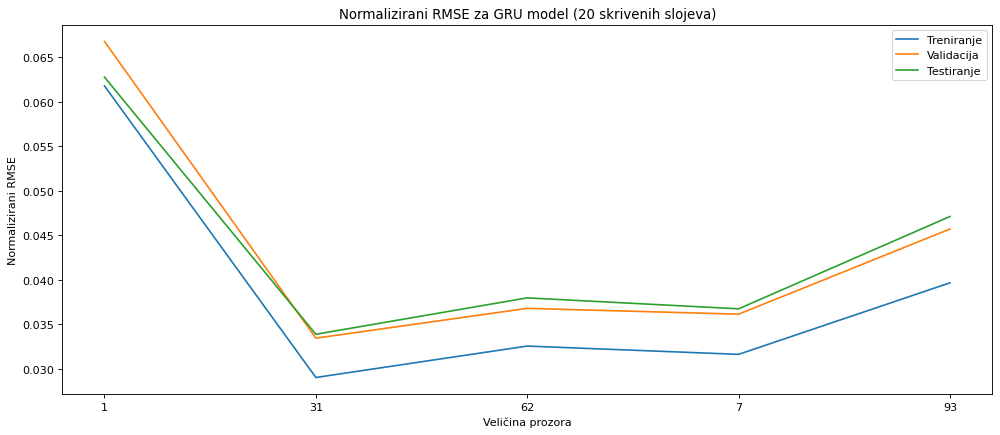 Normalizirani RMSE za GRU model (20 skrivenih slojeva)
Treniranje
Validacija
Testiranje
Normalizirani RMSE
0.065
0.060
0.055
0.050
0.045
0.040
0.035
0.030
1 31 62 7 93
Veličina prozora